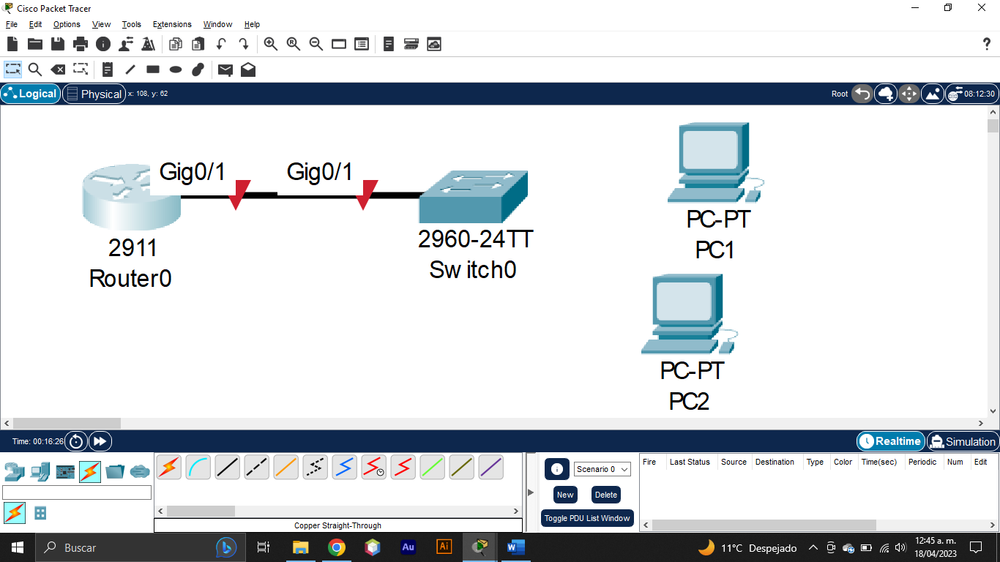 Cisco Packet Tracer
File Edit Options View Tools Extensions Window Help
Logical Physical x: 108, y: 62 Root 08:12:30
Gig0/1 Gig0/1
2911
Router0
2960-24TT
Switch0
PC-PT
PC1
PC-PT
PC2
Time: 00:16:26 Realtime Simulation
Scenario 0
New Delete
Toggle PDU List Window
Fire Last Status Source Destination Type Color Time(sec) Periodic Num Edit
Copper Straight-Through
Buscar
Au Ai W
11°C Despejado
12:45 a. m.
18/04/2023